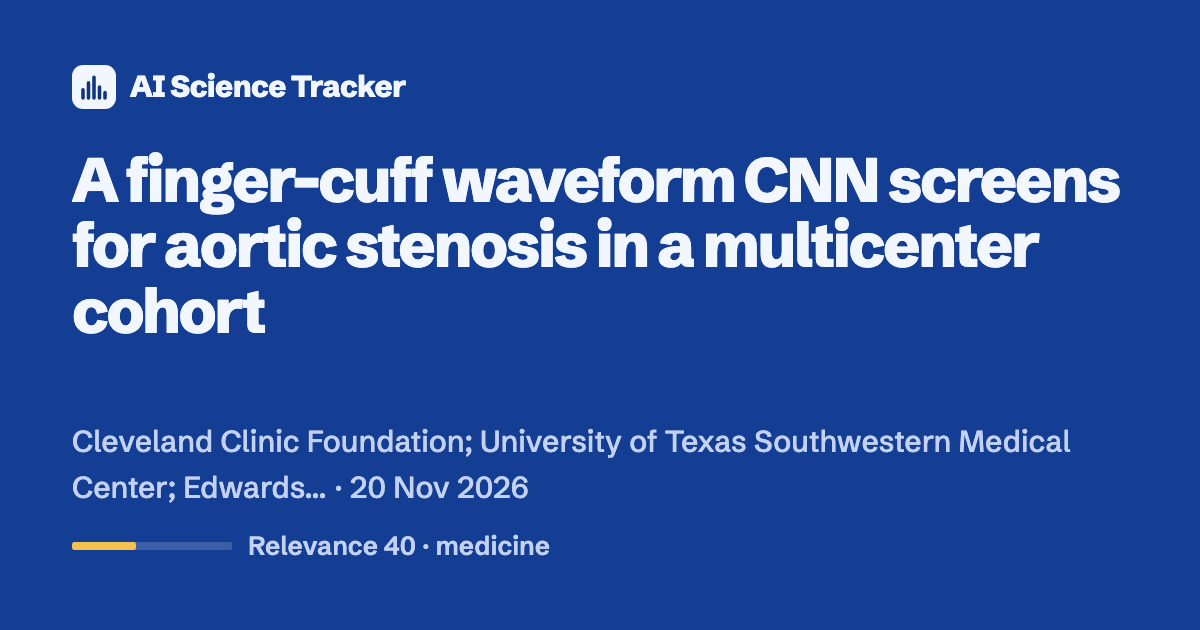 AI Science Tracker
A finger-cuff waveform CNN screens
for aortic stenosis in a multicenter
cohort
Cleveland Clinic Foundation; University of Texas Southwestern Medical
Center; Edwards... · 20 Nov 2026
Relevance 40 · medicine